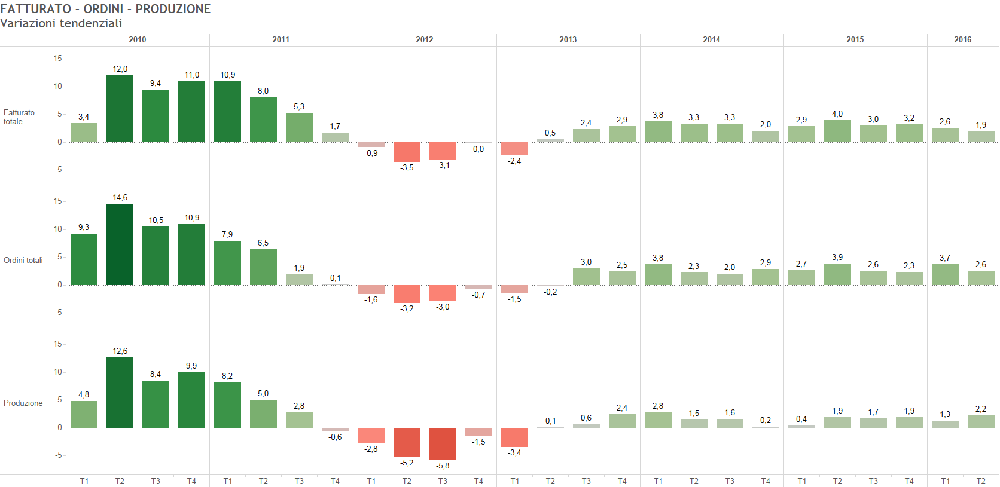 FATTURATO - ORDINI - PRODUZIONE
Variazioni tendenziali
2010 2011 2012 2013 2014 2015 2016
Fatturato
totale
15
10
5
0
-5
3,4 12,0 9,4 11,0 10,9 8,0 5,3 1,7 -0,9 -3,5 -3,1 0,0 -2,4 0,5 2,4 2,9 3,8 3,3 3,3 2,0 2,9 4,0 3,0 3,2 2,6 1,9
Ordini totali
15
10
5
0
-5
9,3 14,6 10,5 10,9 7,9 6,5 1,9 0,1 -1,6 -3,2 -3,0 -0,7 -1,5 -0,2 3,0 2,5 3,8 2,3 2,0 2,9 2,7 3,9 2,6 2,3 3,7 2,6
Produzione
15
10
5
0
-5
4,8 12,6 8,4 9,9 8,2 5,0 2,8 -0,6 -2,8 -5,2 -5,8 -1,5 -3,4 0,1 0,6 2,4 2,8 1,5 1,6 0,2 0,4 1,9 1,7 1,9 1,3 2,2
T1 T2 T3 T4 T1 T2 T3 T4 T1 T2 T3 T4 T1 T2 T3 T4 T1 T2 T3 T4 T1 T2 T3 T4 T1 T2